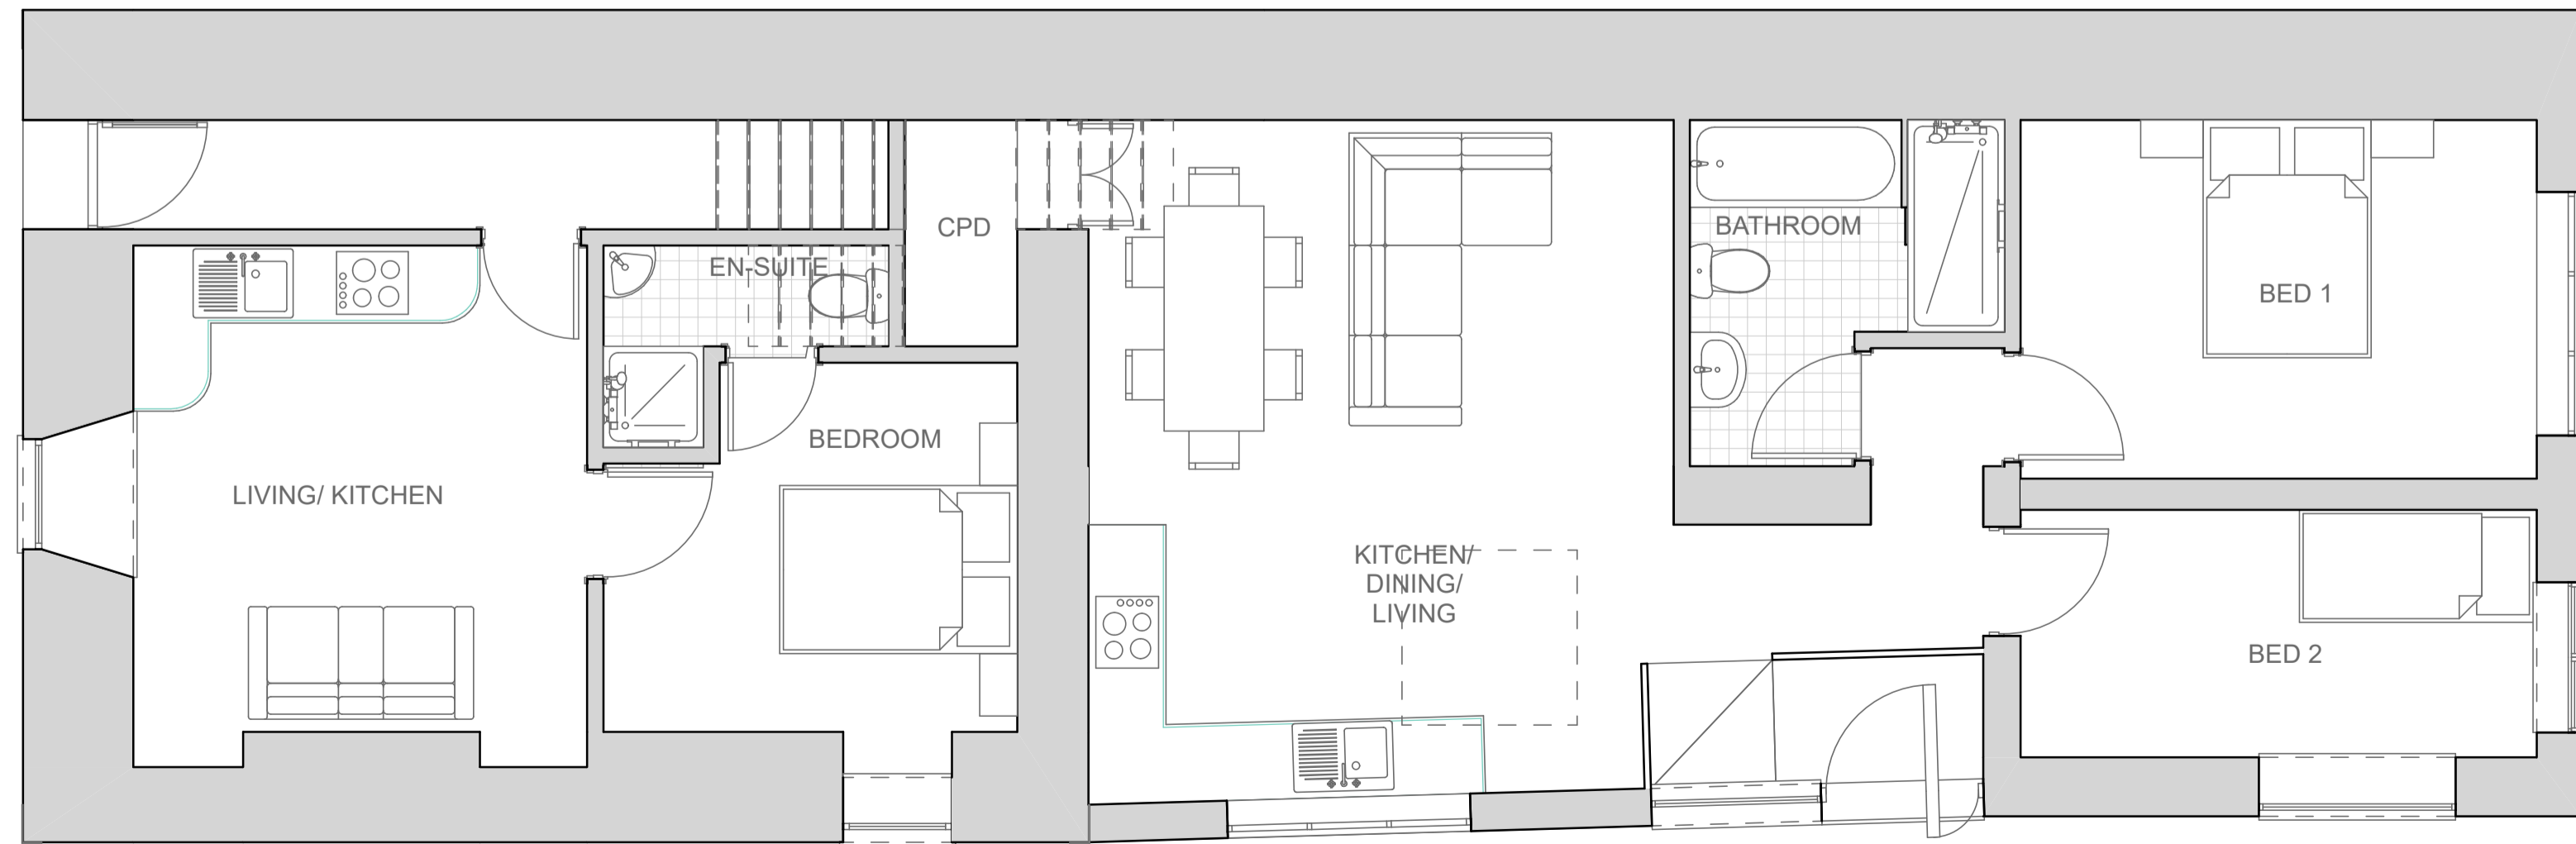 CPD
BATHROOM
EN-SUITE
BED 1
BEDROOM
LIVING/ KITCHEN
KITCHEN/
DINING/
LIVING
BED 2